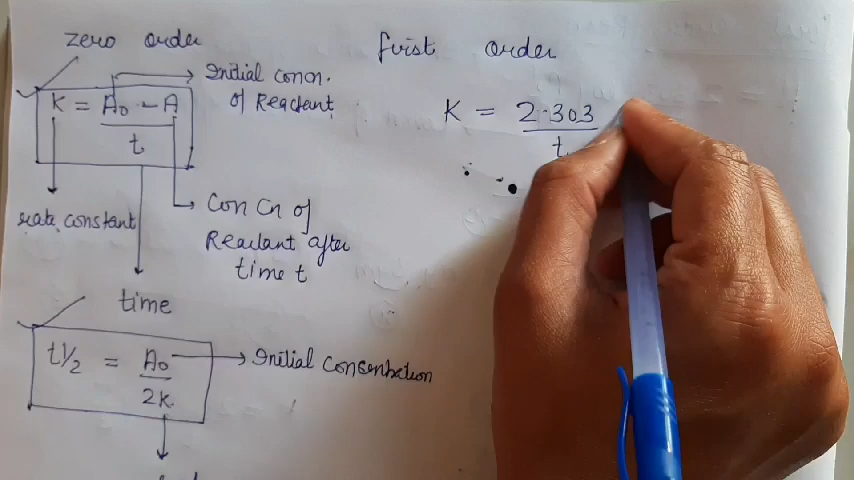 zero order
first order
Initial concn.
of Reactant
K = A₀ - A
t
K = 2.303
t
rate constant
Con Cn of
Reactant after
time t
time
t1/2 = A₀
2K
Initial Concentration